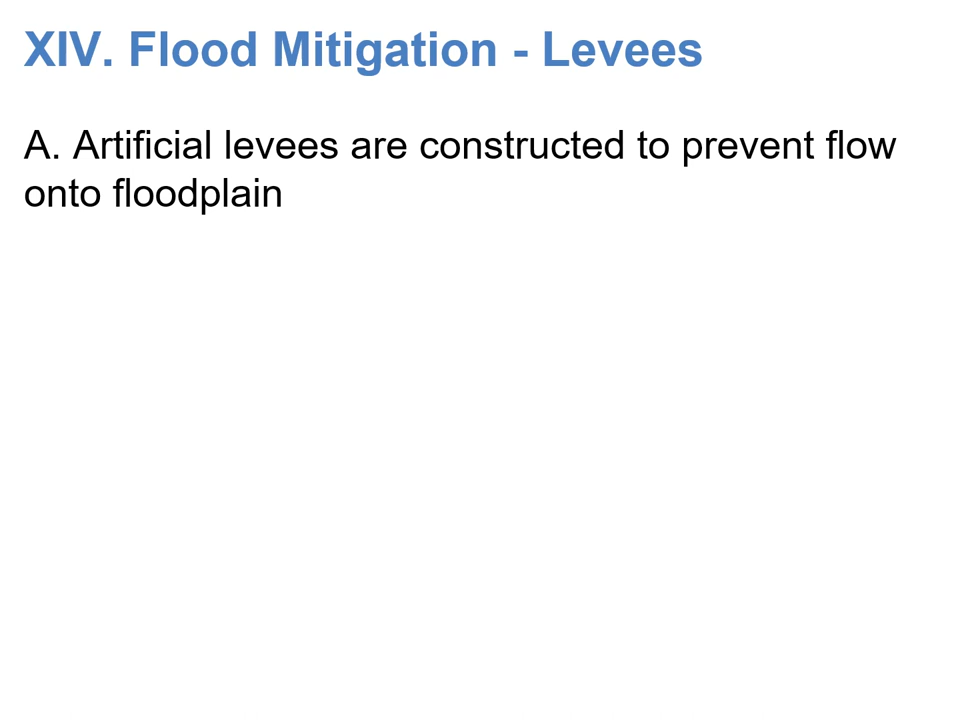 XIV. Flood Mitigation - Levees
A. Artificial levees are constructed to prevent flow
onto floodplain